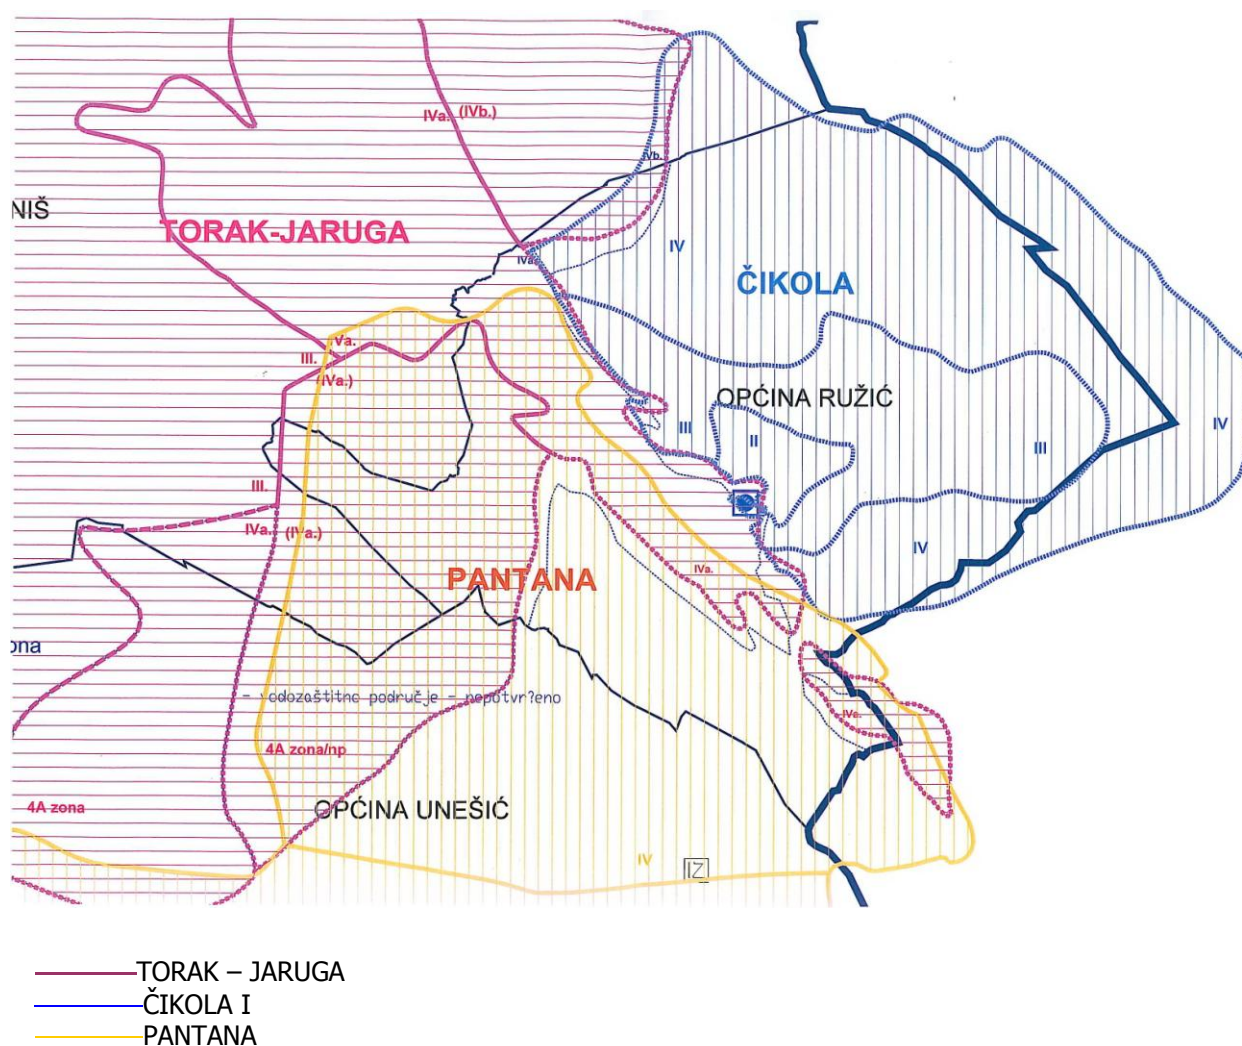 IVa. (IVb.)
IVb.
NIŠ
TORAK-JARUGA
IV
IVa.
ČIKOLA
III.
(IVa.)
OPĆINA RUŽIĆ
III
II
III
IV
III.
IVa.
(IVa.)
IV
IVa.
PANTANA
ona
- vodozaštitno područje - nepotvr?eno
IVa.
4A zona/np
4A zona
OPĆINA UNEŠIĆ
IV
IZ
TORAK – JARUGA
ČIKOLA I
PANTANA